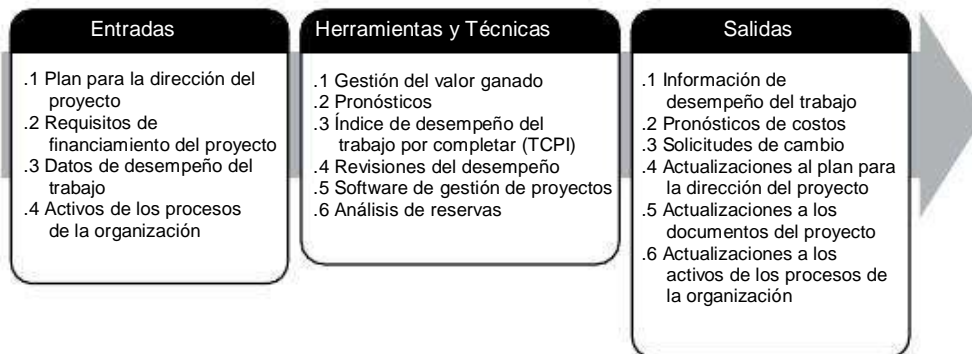 Entradas
.1 Plan para la dirección del
proyecto
.2 Requisitos de
financiamiento del proyecto
.3 Datos de desempeño del
trabajo
.4 Activos de los procesos
de la organización
Herramientas y Técnicas
.1 Gestión del valor ganado
.2 Pronósticos
.3 Índice de desempeño del
trabajo por completar (TCPI)
.4 Revisiones del desempeño
.5 Software de gestión de proyectos
.6 Análisis de reservas
Salidas
.1 Información de
desempeño del trabajo
.2 Pronósticos de costos
.3 Solicitudes de cambio
.4 Actualizaciones al plan para
la dirección del proyecto
.5 Actualizaciones a los
documentos del proyecto
.6 Actualizaciones a los
activos de los procesos de
la organización